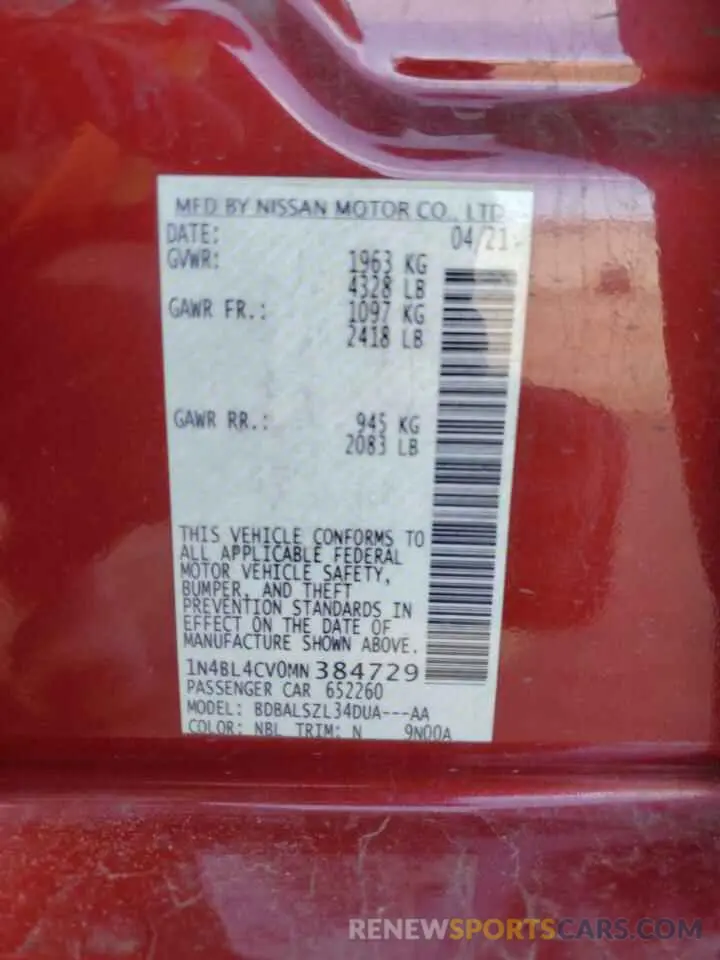 MFD BY NISSAN MOTOR CO., LTD.
DATE: 04/21
GVWR: 1963 KG
4328 LB
GAWR FR.: 1097 KG
2418 LB
GAWR RR.: 945 KG
2083 LB
THIS VEHICLE CONFORMS TO
ALL APPLICABLE FEDERAL
MOTOR VEHICLE SAFETY,
BUMPER, AND THEFT
PREVENTION STANDARDS IN
EFFECT ON THE DATE OF
MANUFACTURE SHOWN ABOVE.
1N4BL4CV0MN384729
PASSENGER CAR 652260
MODEL: BDBALSZL34DUA---AA
COLOR: NBL TRIM: N 9N00A
RENEWSPORTSCARS.COM